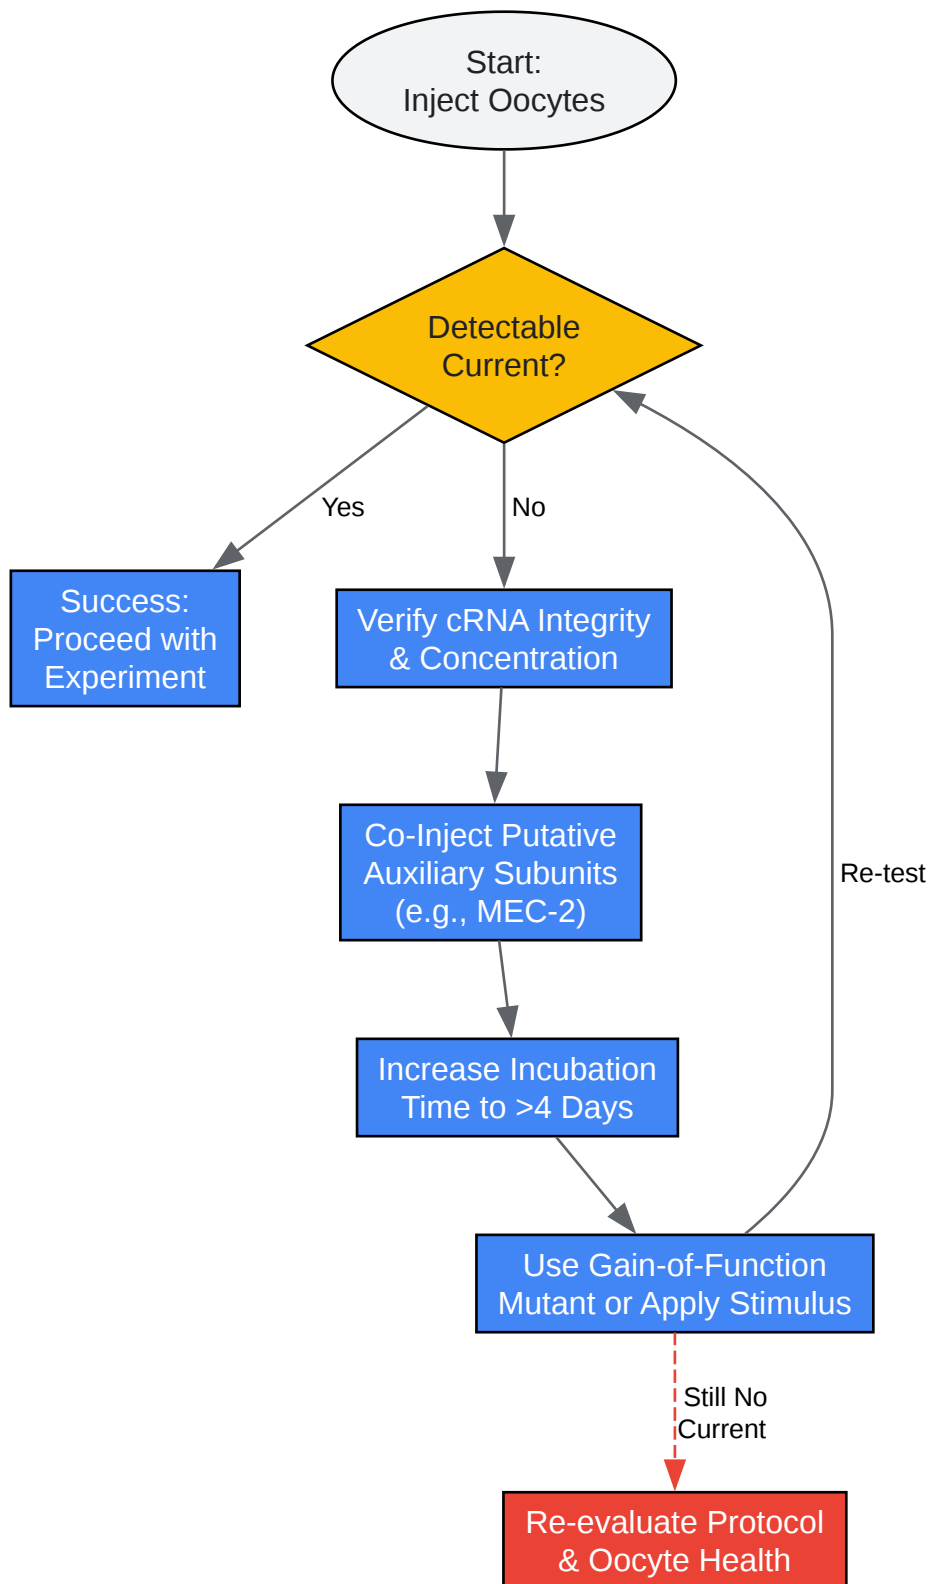 Start:
Inject Oocytes
Detectable
Current?
Yes
No
Success:
Proceed with
Experiment
Verify cRNA Integrity
& Concentration
Co-Inject Putative
Auxiliary Subunits
(e.g., MEC-2)
Re-test
Increase Incubation
Time to >4 Days
Use Gain-of-Function
Mutant or Apply Stimulus
Still No
Current
Re-evaluate Protocol
& Oocyte Health